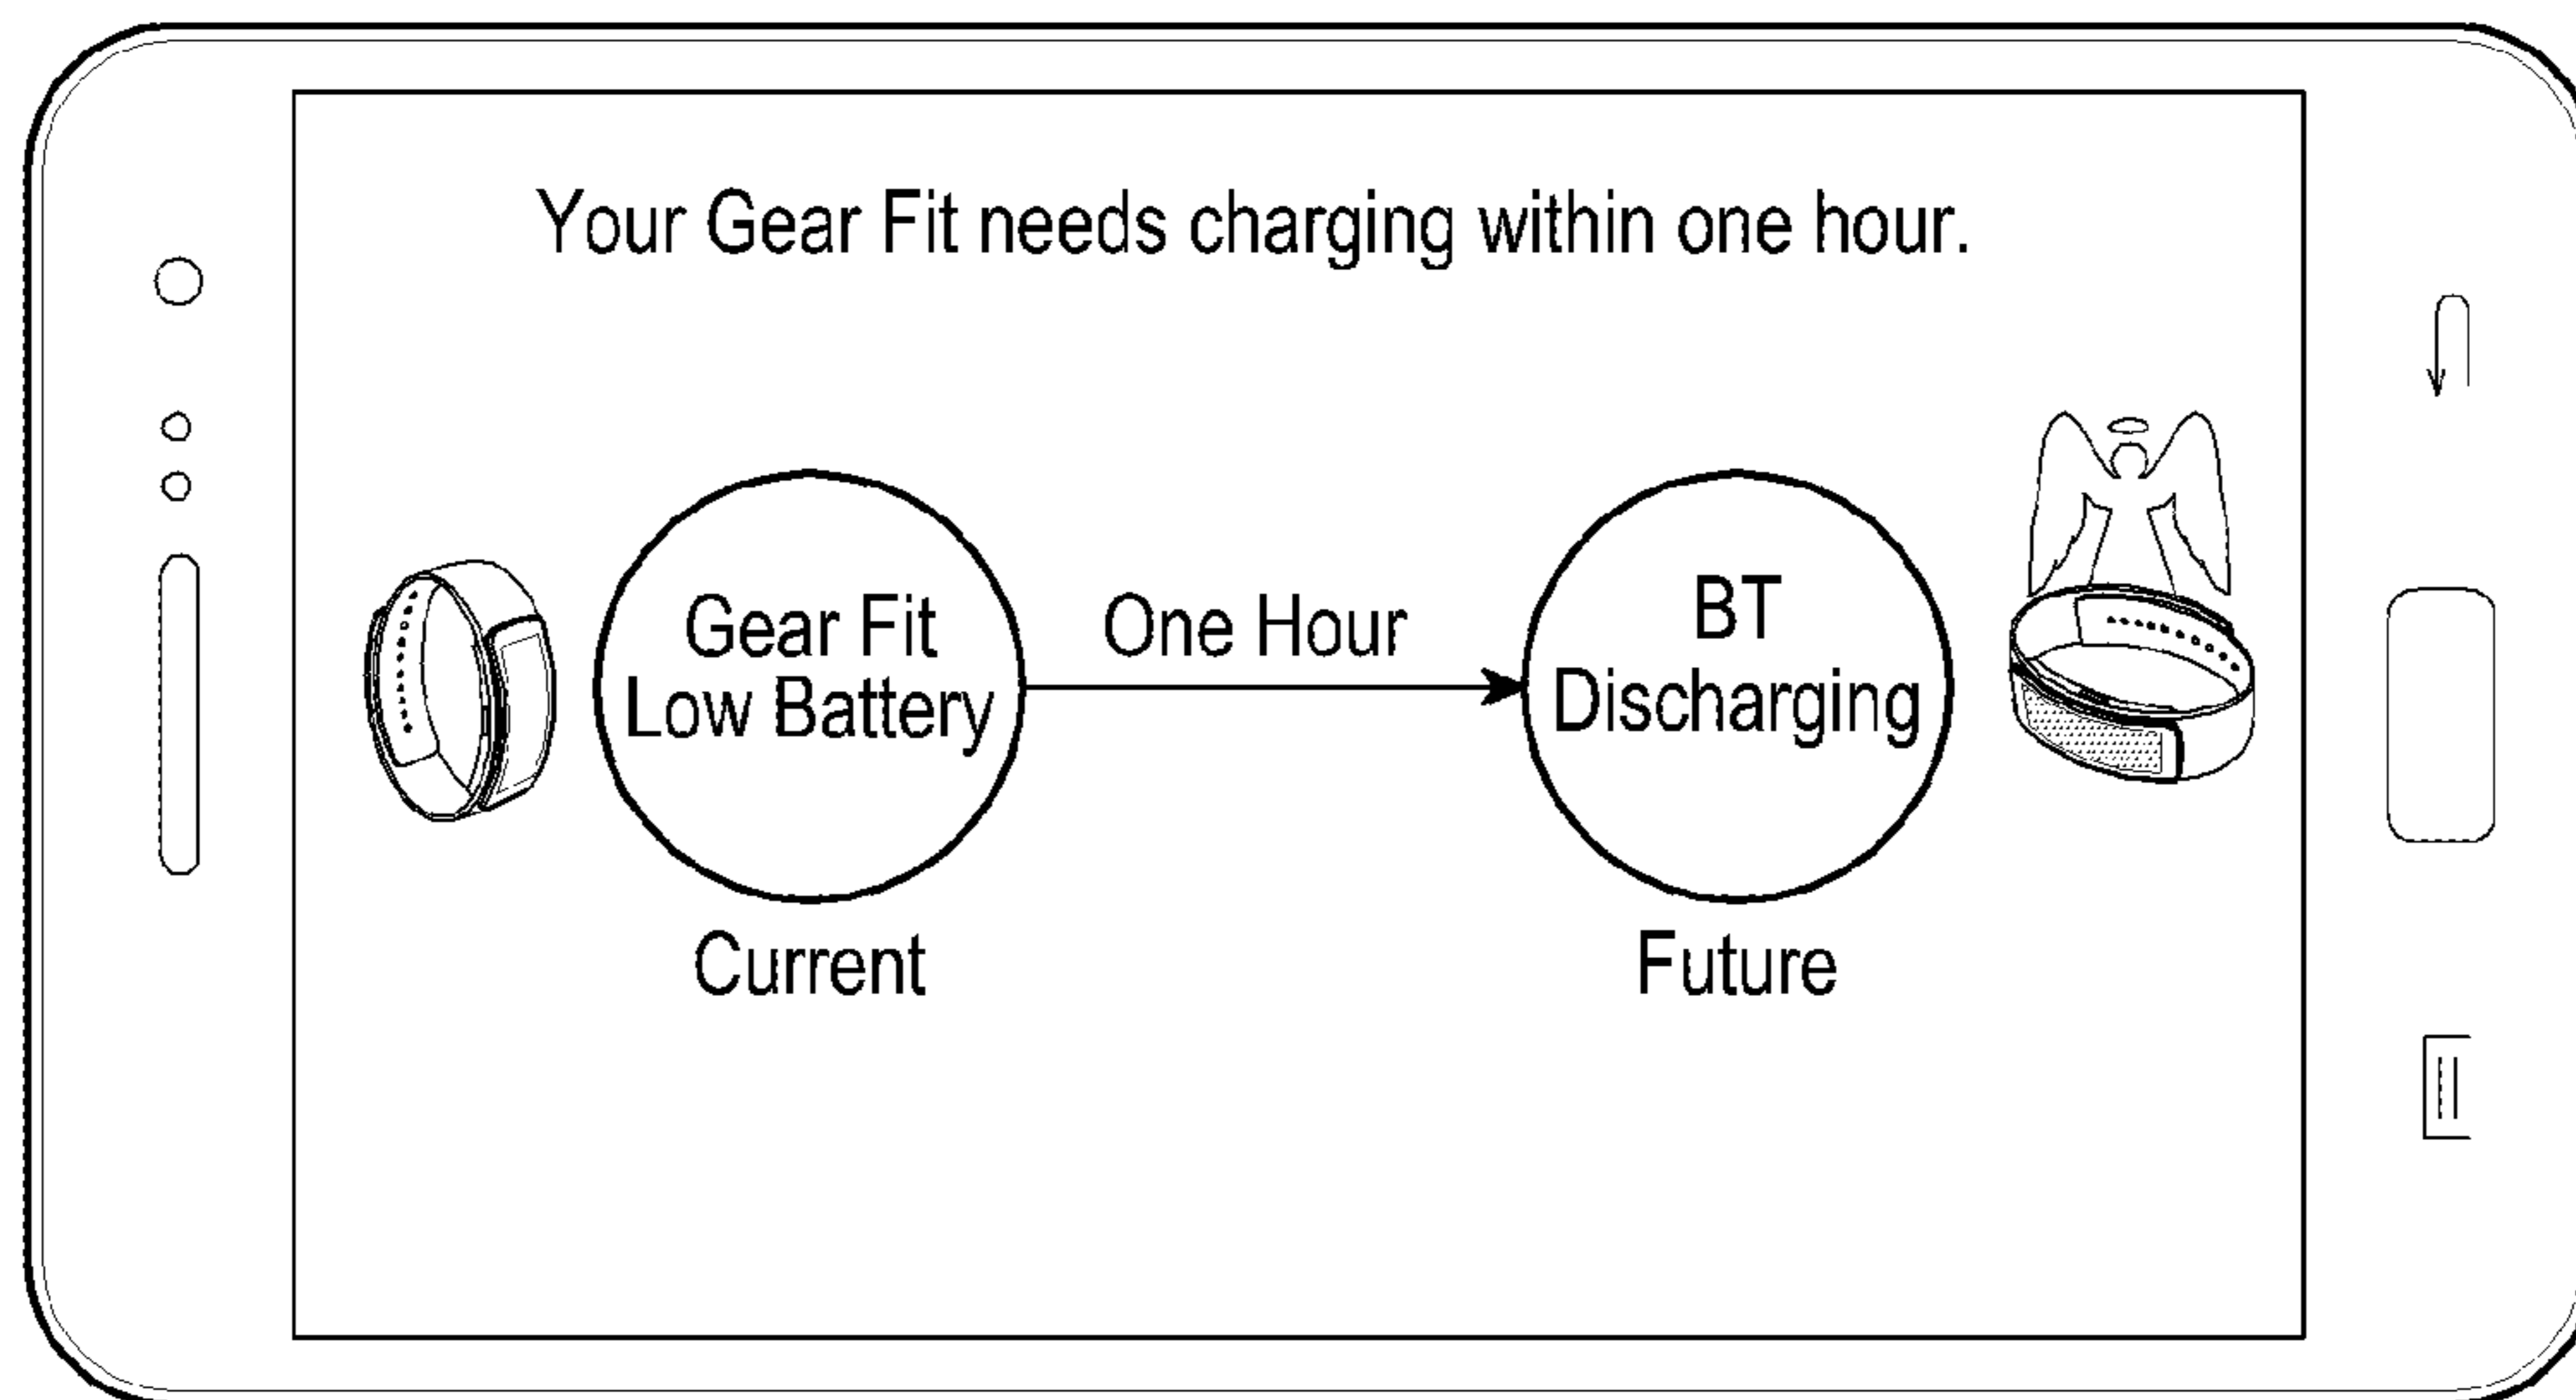 Your Gear Fit needs charging within one hour.
Gear Fit
Low Battery
One Hour
BT
Discharging
Current
Future